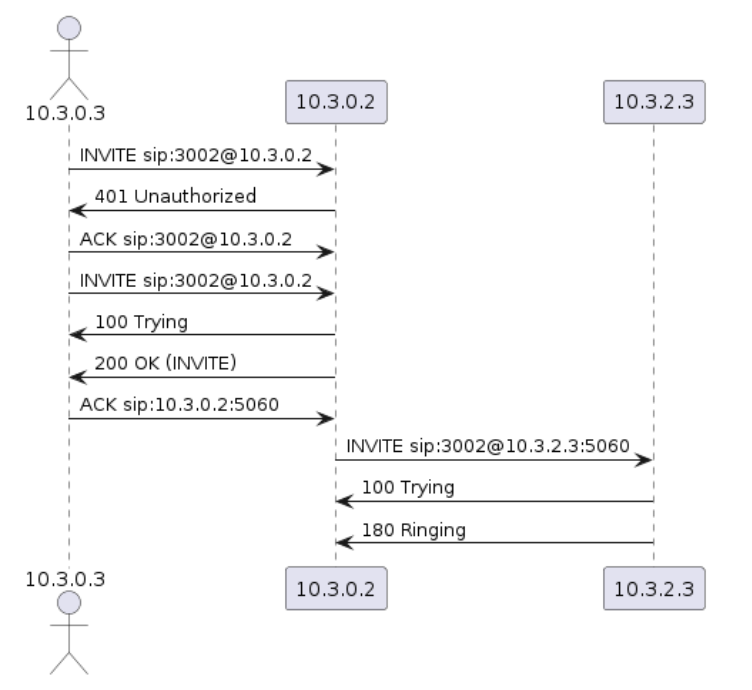 10.3.0.3
10.3.0.2
10.3.2.3
INVITE sip:3002@10.3.0.2
401 Unauthorized
ACK sip:3002@10.3.0.2
INVITE sip:3002@10.3.0.2
100 Trying
200 OK (INVITE)
ACK sip:10.3.0.2:5060
INVITE sip:3002@10.3.2.3:5060
100 Trying
180 Ringing
10.3.0.3
10.3.0.2
10.3.2.3